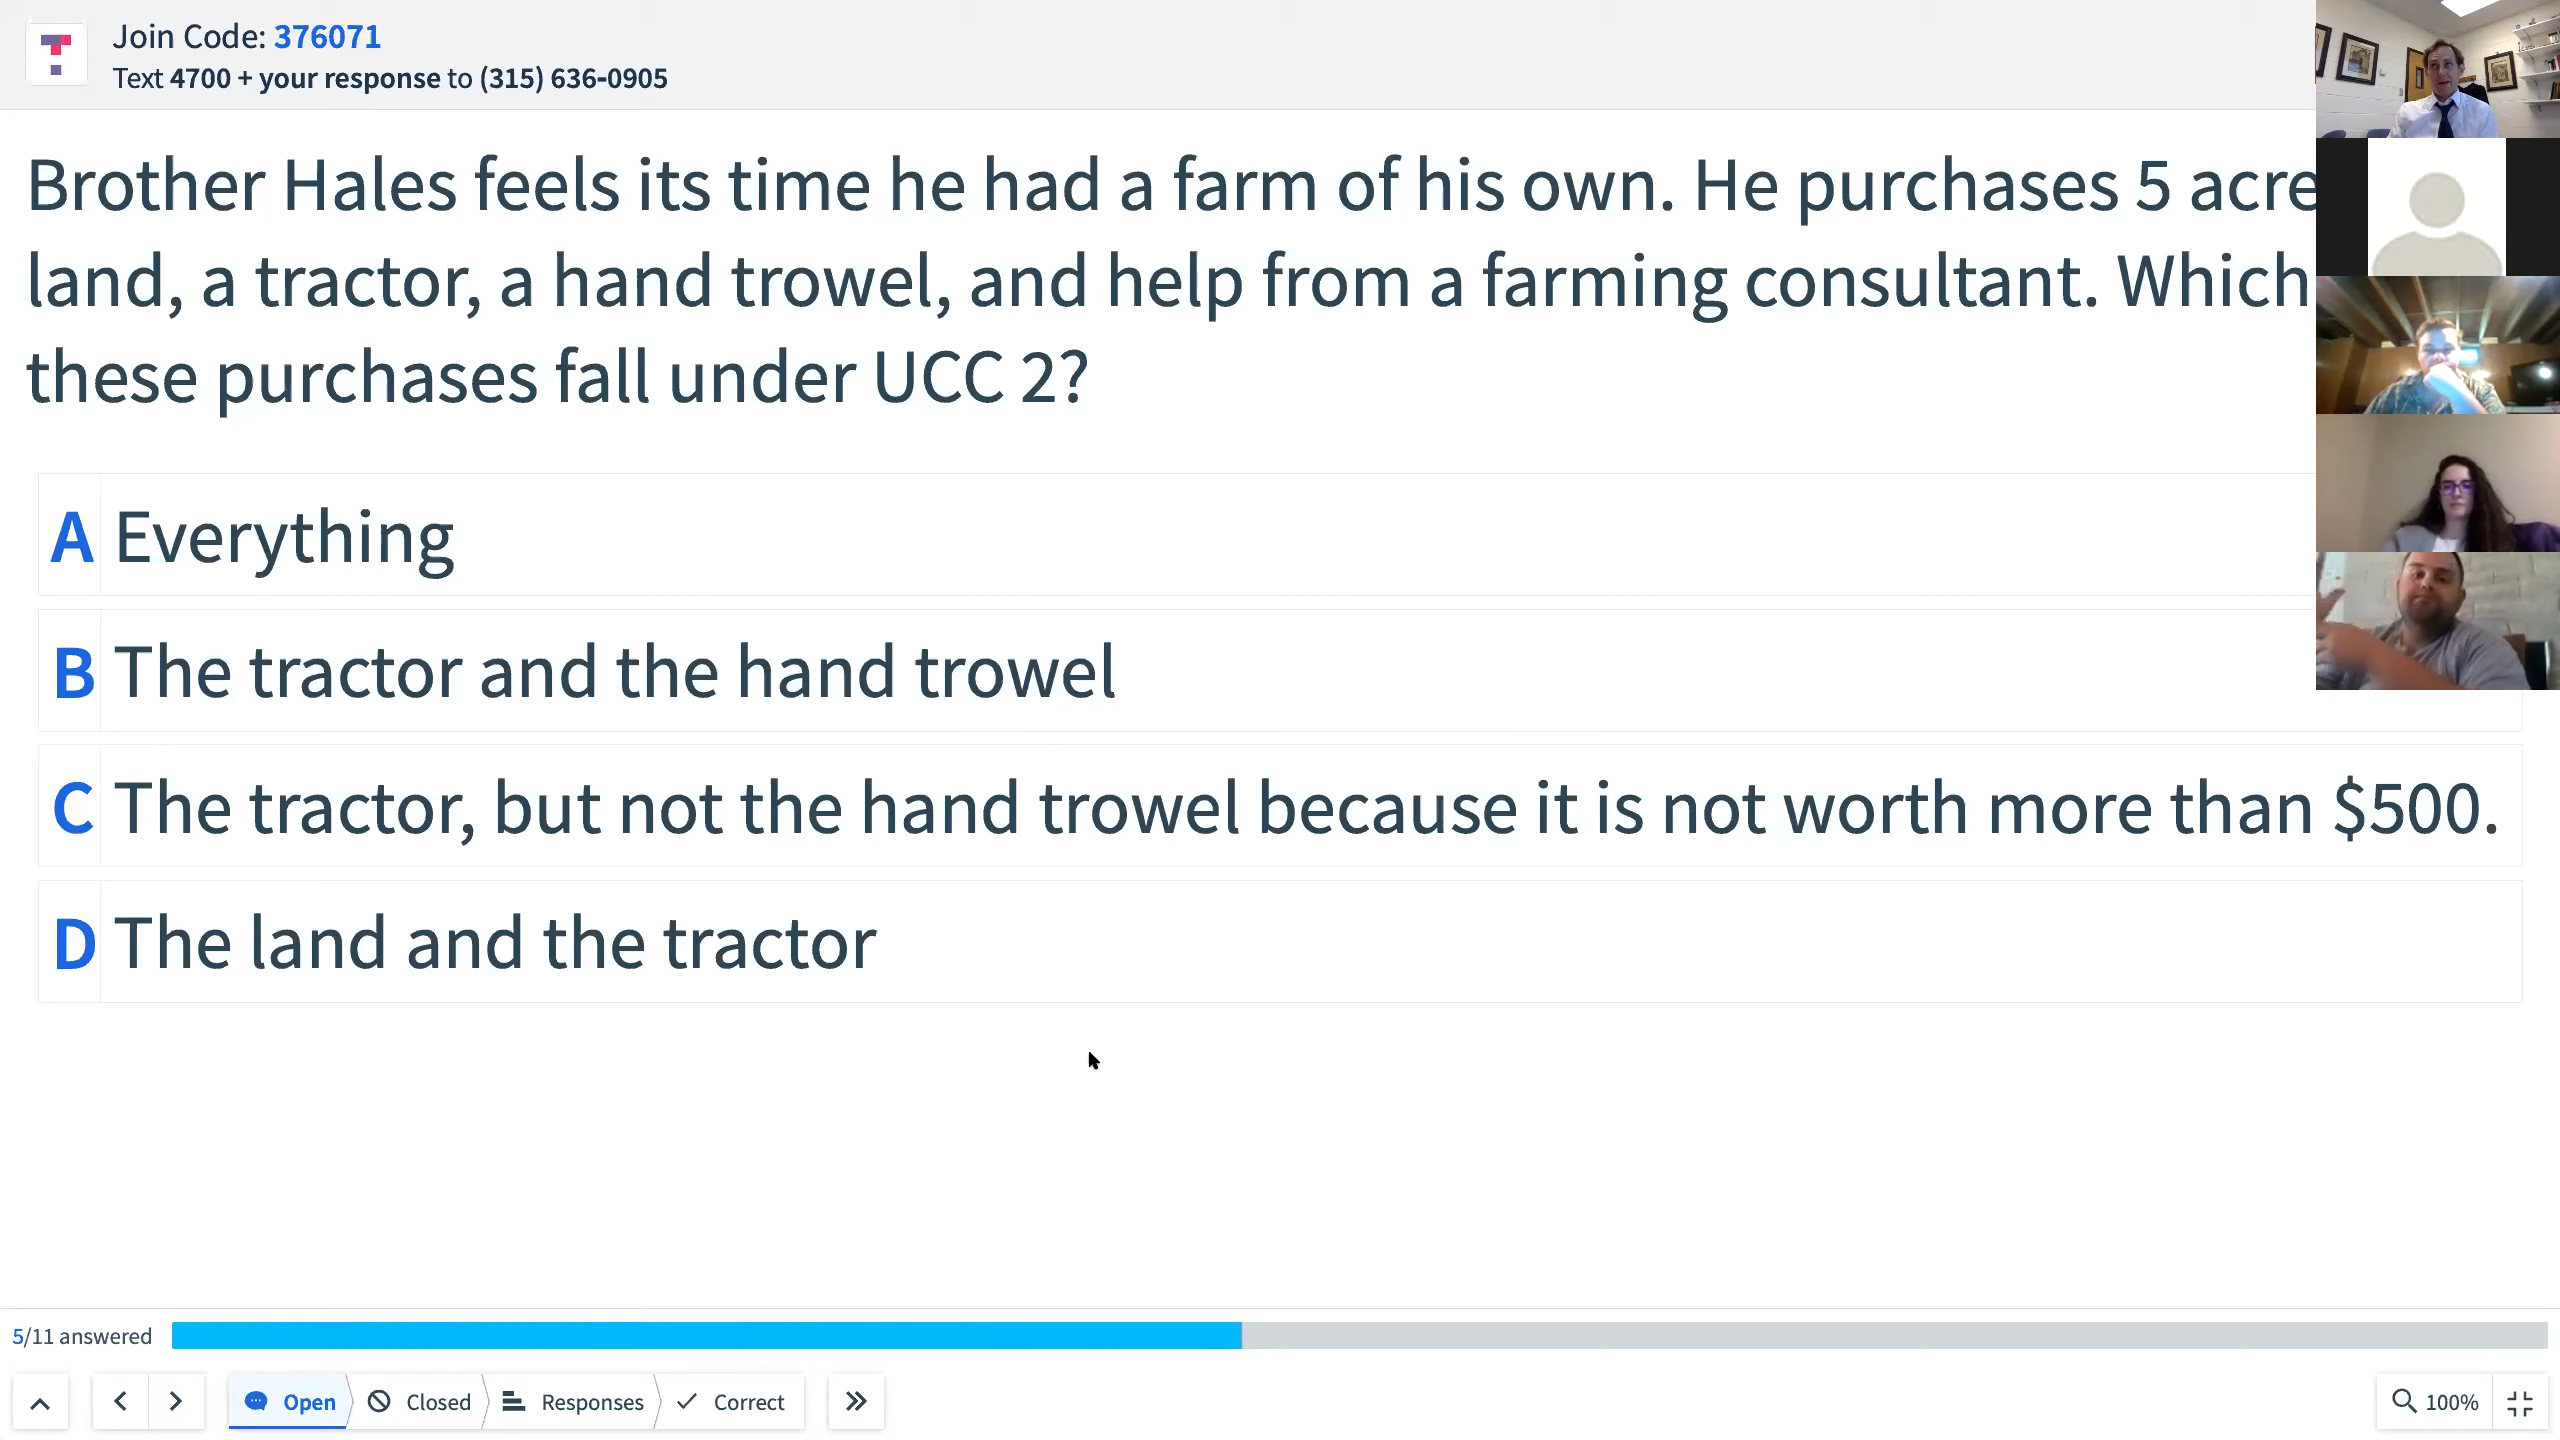 Join Code: 376071
Text 4700 + your response to (315) 636-0905
Brother Hales feels its time he had a farm of his own. He purchases 5 acre
land, a tractor, a hand trowel, and help from a farming consultant. Which
these purchases fall under UCC 2?
A Everything
B The tractor and the hand trowel
C The tractor, but not the hand trowel because it is not worth more than $500.
D The land and the tractor
5/11 answered
Open Closed Responses Correct 100%